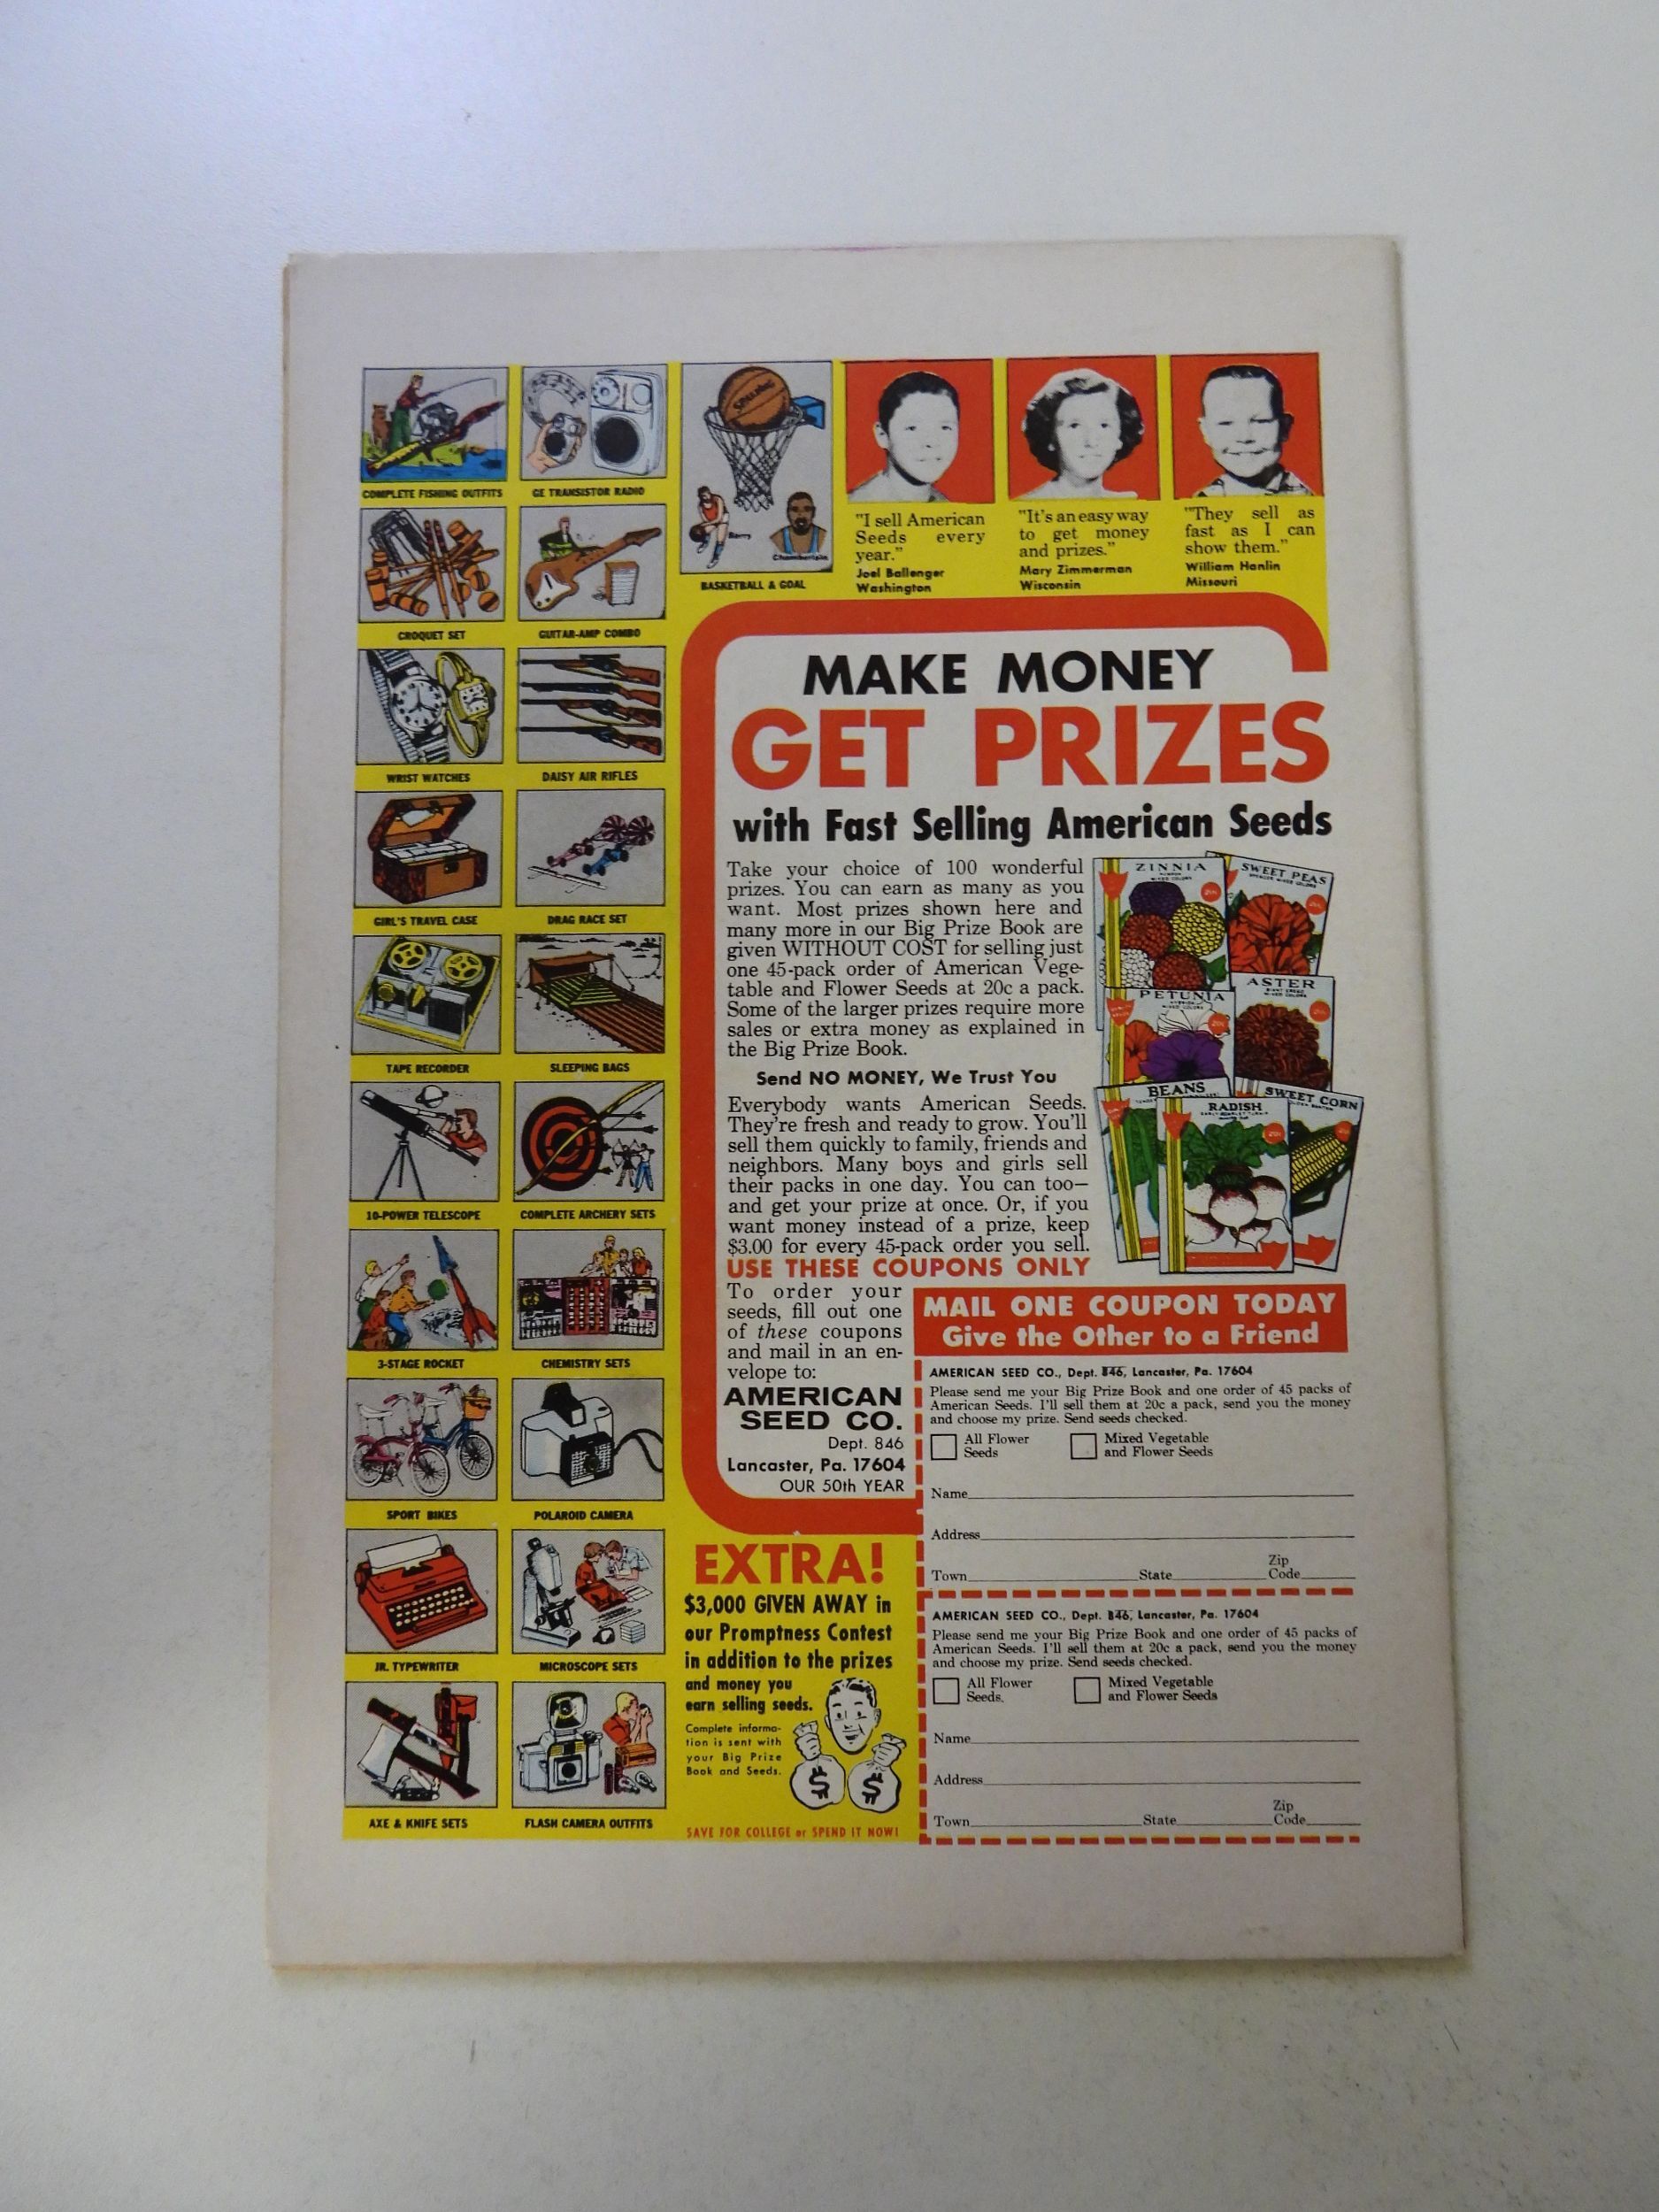 COMPLETE FISHING OUTFITS
GE TRANSISTOR RADIO
CROQUET SET
GUITAR-AMP COMBO
WRIST WATCHES
DAISY AIR RIFLES
GIRL'S TRAVEL CASE
DRAG RACE SET
TAPE RECORDER
SLEEPING BAGS
10-POWER TELESCOPE
COMPLETE ARCHERY SETS
3-STAGE ROCKET
CHEMISTRY SETS
SPORT BIKES
POLAROID CAMERA
JR. TYPEWRITER
MICROSCOPE SETS
AXE & KNIFE SETS
FLASH CAMERA OUTFITS
SPALDING
Barry
Chamberlain
BASKETBALL & GOAL
"I sell American
Seeds every
year."
Joel Ballenger
Washington
"It's an easy way
to get money
and prizes."
Mary Zimmerman
Wisconsin
"They sell as
fast as I can
show them."
William Hanlin
Missouri
MAKE MONEY
GET PRIZES
with Fast Selling American Seeds
Take your choice of 100 wonderful
prizes. You can earn as many as you
want. Most prizes shown here and
many more in our Big Prize Book are
given WITHOUT COST for selling just
one 45-pack order of American Vege-
table and Flower Seeds at 20c a pack.
Some of the larger prizes require more
sales or extra money as explained in
the Big Prize Book.
Send NO MONEY, We Trust You
Everybody wants American Seeds.
They're fresh and ready to grow. You'll
sell them quickly to family, friends and
neighbors. Many boys and girls sell
their packs in one day. You can too—
and get your prize at once. Or, if you
want money instead of a prize, keep
$3.00 for every 45-pack order you sell.
USE THESE COUPONS ONLY
To order your
seeds, fill out one
of these coupons
and mail in an en-
velope to:
AMERICAN
SEED CO.
Dept. 846
Lancaster, Pa. 17604
OUR 50th YEAR
ZINNIA
MIXED COLORS
SWEET PEAS
MIXED COLORS
PETUNIA
MIXED COLORS
ASTER
MIXED COLORS
BEANS
RADISH
SWEET CORN
MAIL ONE COUPON TODAY
Give the Other to a Friend
AMERICAN SEED CO., Dept. 846, Lancaster, Pa. 17604
Please send me your Big Prize Book and one order of 45 packs of
American Seeds. I'll sell them at 20c a pack, send you the money
and choose my prize. Send seeds checked.
All Flower
Seeds
Mixed Vegetable
and Flower Seeds
Name
Address
Town State Zip Code
AMERICAN SEED CO., Dept. 846, Lancaster, Pa. 17604
Please send me your Big Prize Book and one order of 45 packs of
American Seeds. I'll sell them at 20c a pack, send you the money
and choose my prize. Send seeds checked.
All Flower
Seeds.
Mixed Vegetable
and Flower Seeds
Name
Address
Town State Zip Code
EXTRA!
$3,000 GIVEN AWAY in
our Promptness Contest
in addition to the prizes
and money you
earn selling seeds.
Complete informa-
tion is sent with
your Big Prize
Book and Seeds.
$ $
SAVE FOR COLLEGE or SPEND IT NOW!